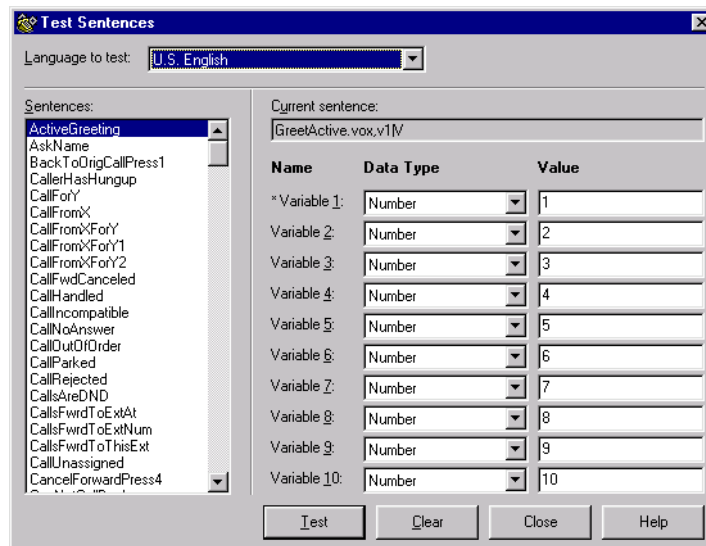 Test Sentences
Language to test: U.S. English
Sentences:
ActiveGreeting
AskName
BackToOrigCallPress1
CallerHasHungup
CallForY
CallFromX
CallFromXForY
CallFromXForY1
CallFromXForY2
CallFwdCanceled
CallHandled
CallIncompatible
CallNoAnswer
CallOutOfOrder
CallParked
CallRejected
CallsAreDND
CallsFwrdToExtAt
CallsFwrdToExtNum
CallsFwrdToThisExt
CallUnassigned
CancelForwardPress4
Current sentence:
GreetActive.vox,v1|V
Name Data Type Value
*Variable 1: Number 1
Variable 2: Number 2
Variable 3: Number 3
Variable 4: Number 4
Variable 5: Number 5
Variable 6: Number 6
Variable 7: Number 7
Variable 8: Number 8
Variable 9: Number 9
Variable 10: Number 10
Test Clear Close Help